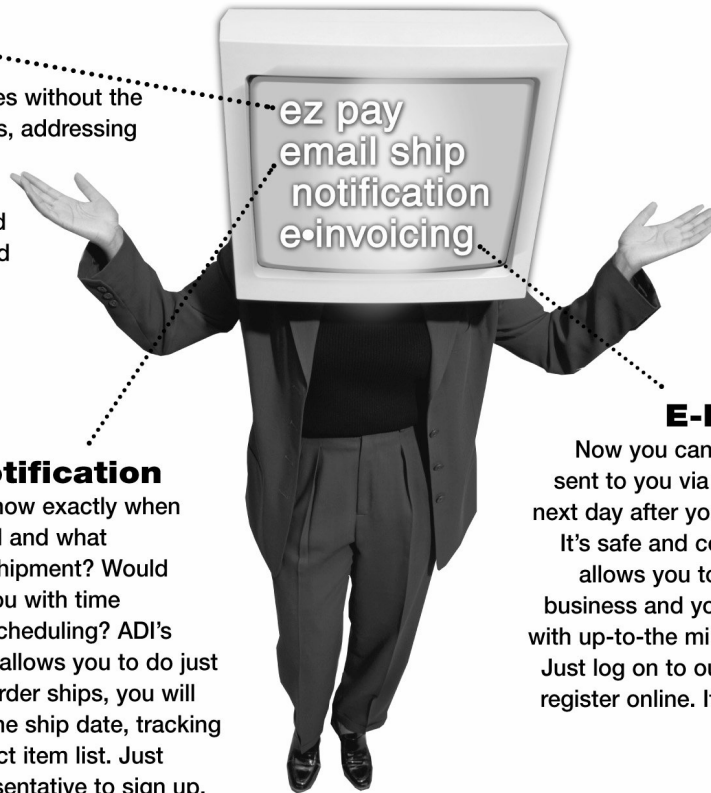 es without the
s, addressing
d
d
ez pay
email ship
notification
e•invoicing
otification
now exactly when
l and what
hipment? Would
ou with time
cheduling? ADI's
allows you to do just
rder ships, you will
ne ship date, tracking
ct item list. Just
sentative to sign up.
E-I
Now you can
sent to you via
next day after yo
It's safe and co
allows you to
business and yo
with up-to-the mi
Just log on to ou
register online. I